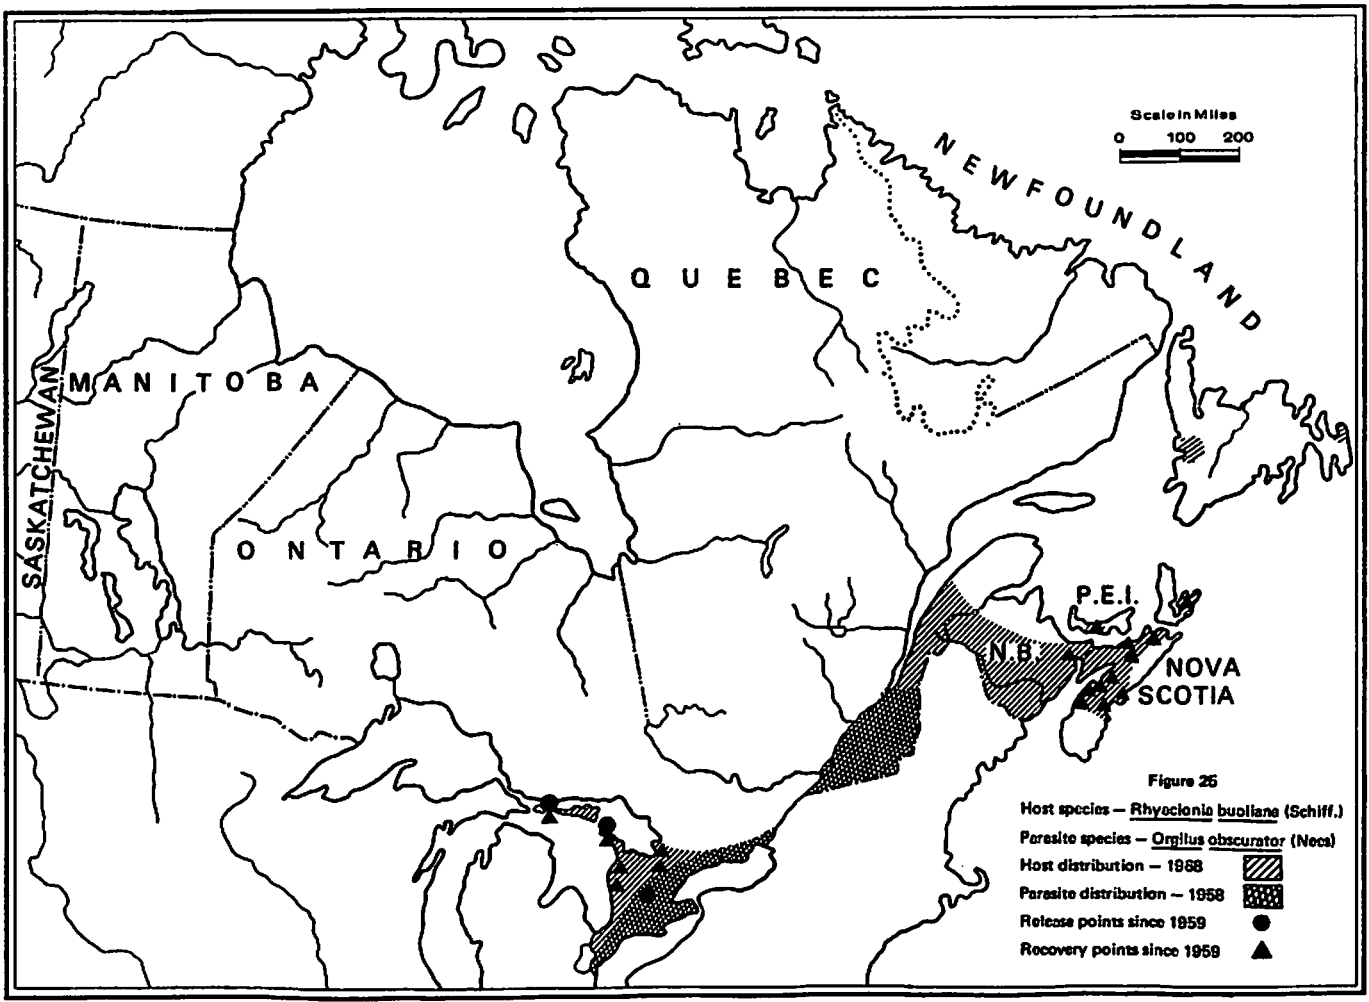 Scale in Miles
0 100 200
NEWFOUNDLAND
QUEBEC
MANITOBA
SASKATCHEWAN
ONTARIO
P.E.I.
N.B.
NOVA
SCOTIA
Figure 25
Host species – Rhyacionia buoliana (Schiff.)
Parasite species – Orgilus obscurator (Nees)
Host distribution – 1968
Parasite distribution – 1958
Release points since 1959
Recovery points since 1959